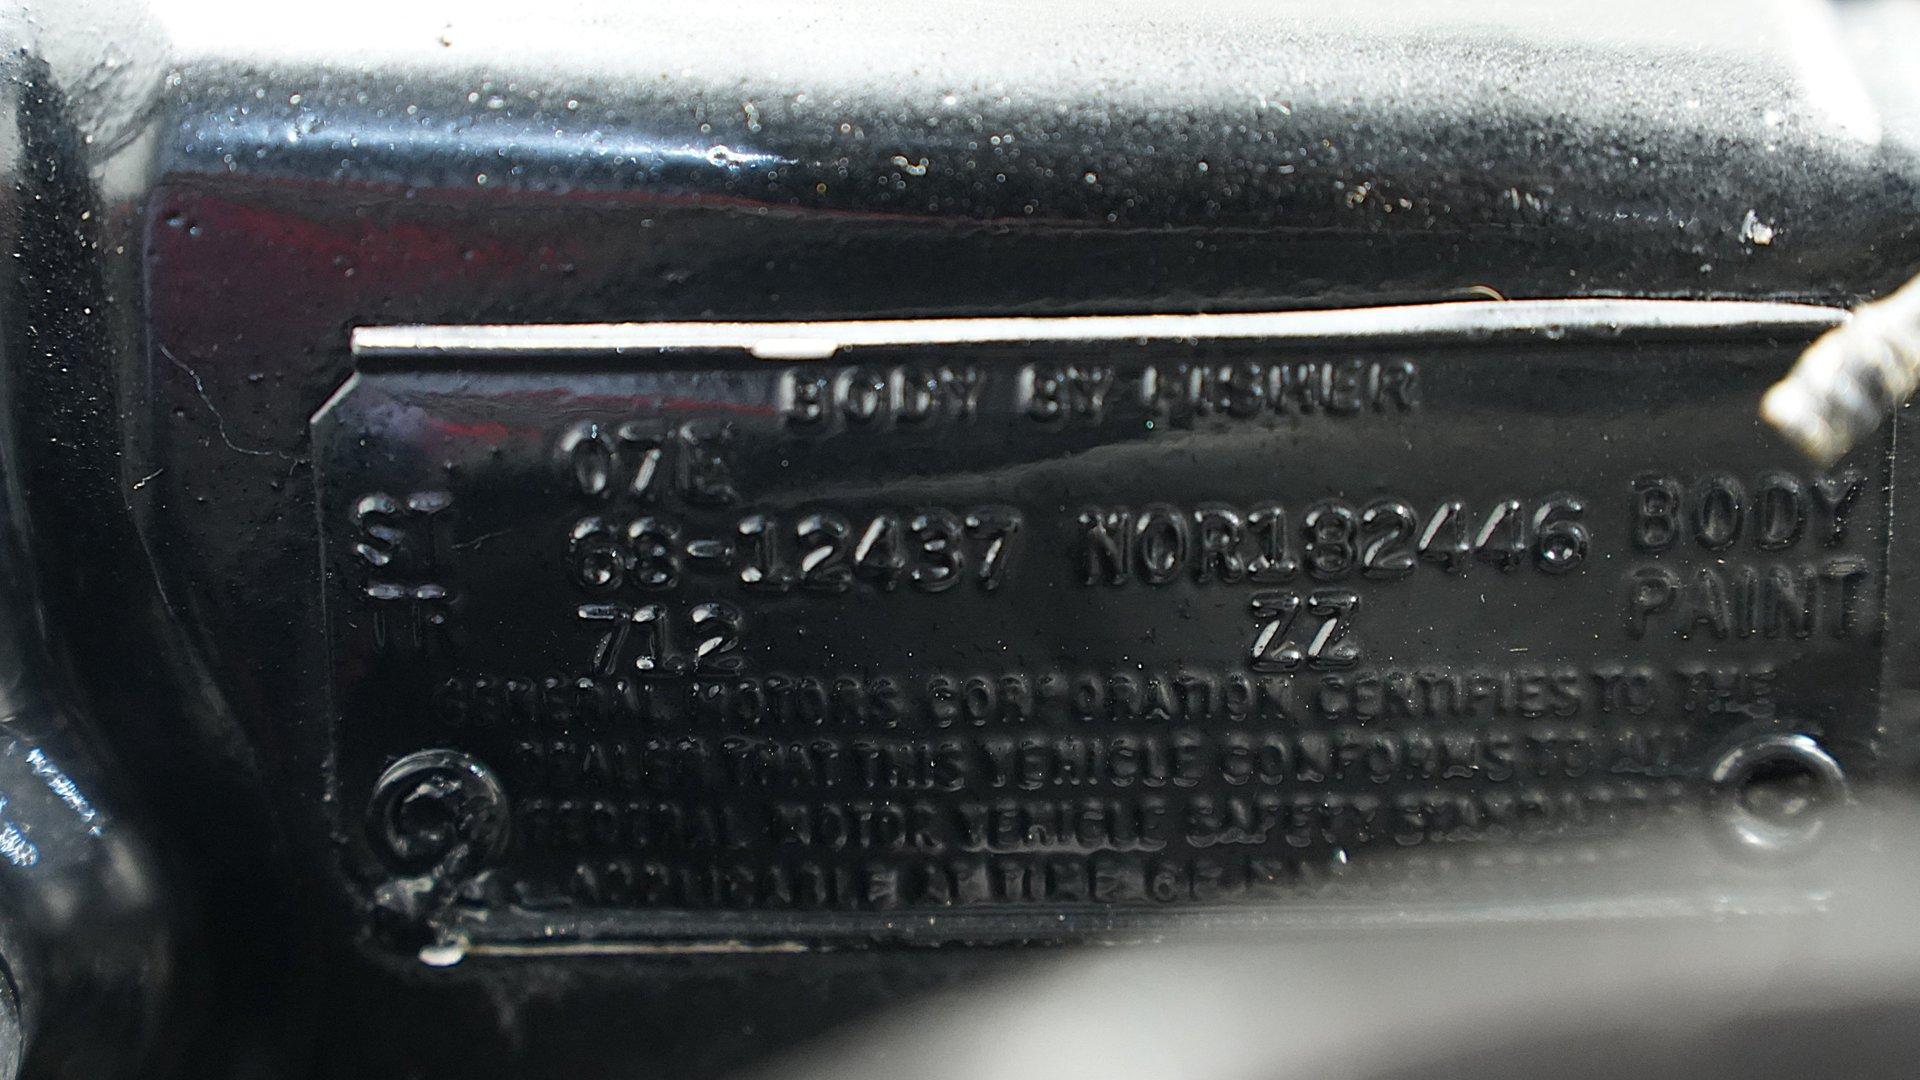 BODY BY FISHER
07E
ST 68-12437 NOR182446 BODY
TR 712 ZZ PAINT
GENERAL MOTORS CORPORATION CERTIFIES TO THE
DEALER THAT THIS VEHICLE CONFORMS TO ALL
FEDERAL MOTOR VEHICLE SAFETY STANDARDS
APPLICABLE AT TIME OF